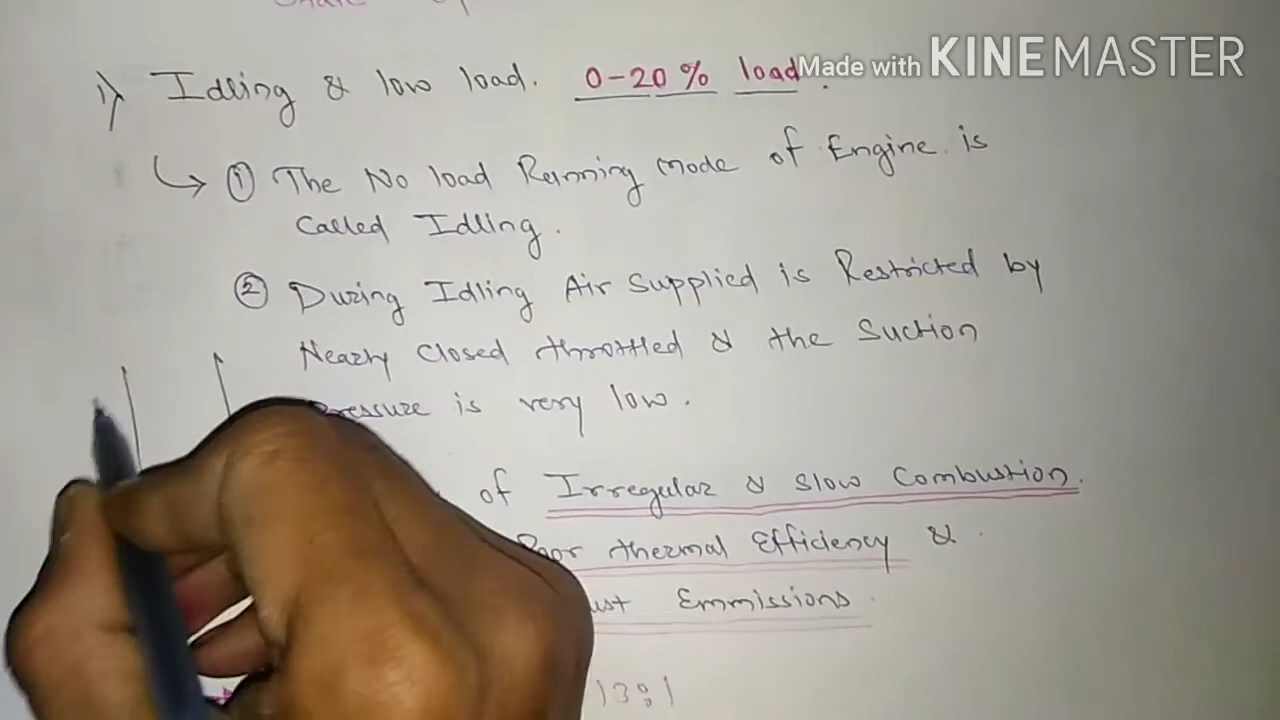 1) Idling & low load. 0-20% load.
Made with KINEMASTER
↳ ① The No load Running mode of Engine is
Called Idling.
② During Idling Air Supplied is Restricted by
Nearly Closed throttled & the Suction
Pressure is very low.
of Irregular & Slow Combustion.
Poor thermal Efficiency &
ust Emmissions.
13:1